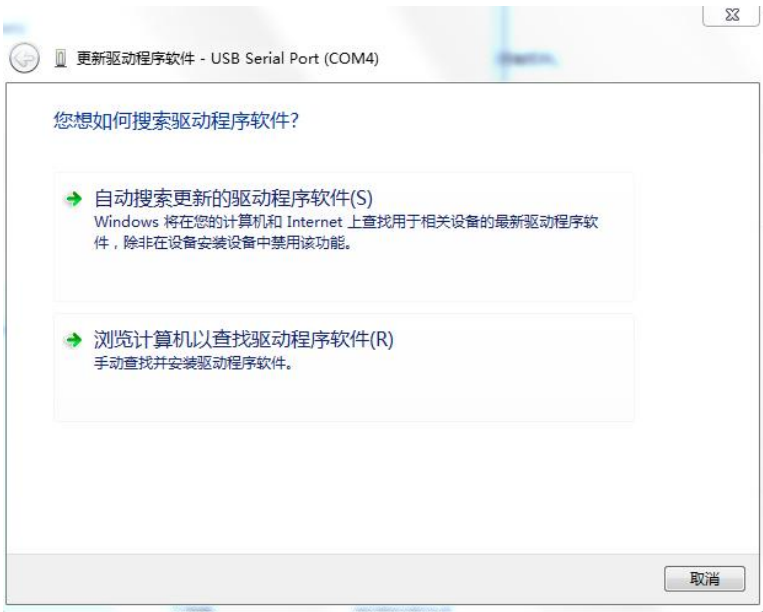 更新驱动程序软件 - USB Serial Port (COM4)
您想如何搜索驱动程序软件?
自动搜索更新的驱动程序软件(S)
Windows 将在您的计算机和 Internet 上查找用于相关设备的最新驱动程序软
件，除非在设备安装设备中禁用该功能。
浏览计算机以查找驱动程序软件(R)
手动查找并安装驱动程序软件。
取消